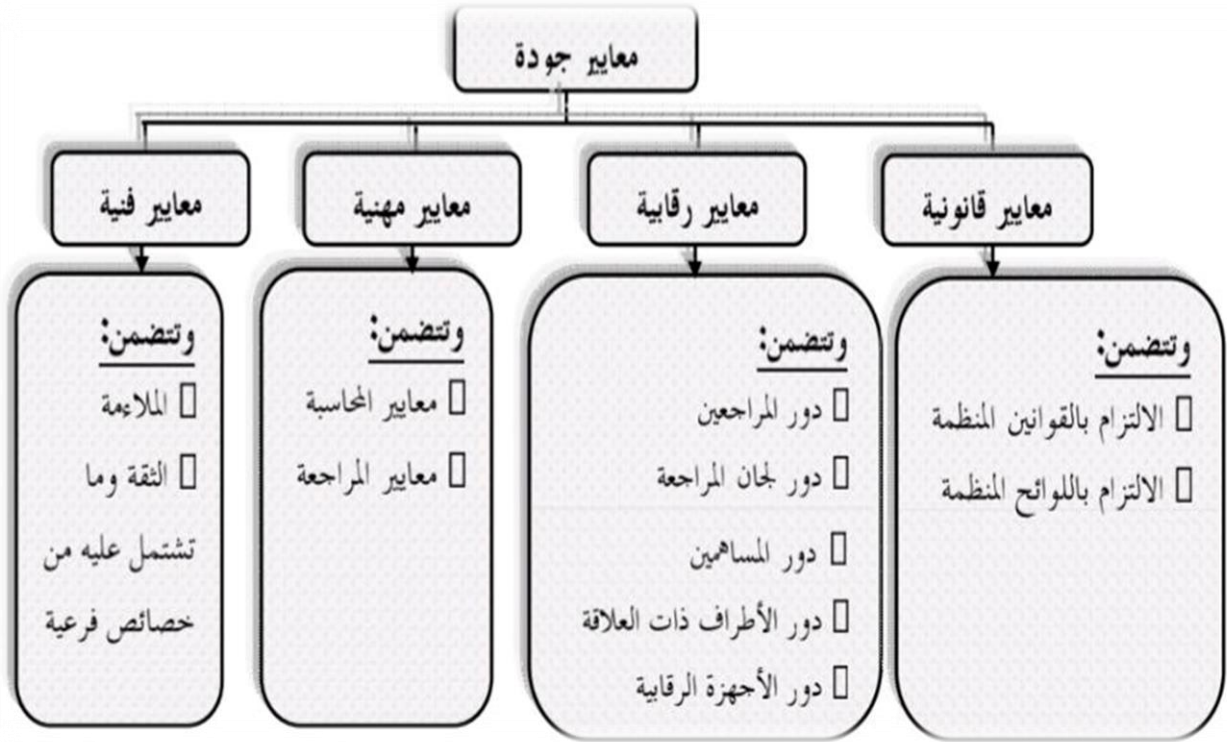 معايير جودة
معايير قانونية
معايير رقابية
معايير مهنية
معايير فنية
وتتضمن:
الالتزام بالقوانين المنظمة
الالتزام باللوائح المنظمة
وتتضمن:
دور المراجعين
دور لجان المراجعة
دور المساهمين
دور الأطراف ذات العلاقة
دور الأجهزة الرقابية
وتتضمن:
معايير المحاسبة
معايير المراجعة
وتتضمن:
الملاءمة
الثقة وما
تشتمل عليه من
خصائص فرعية